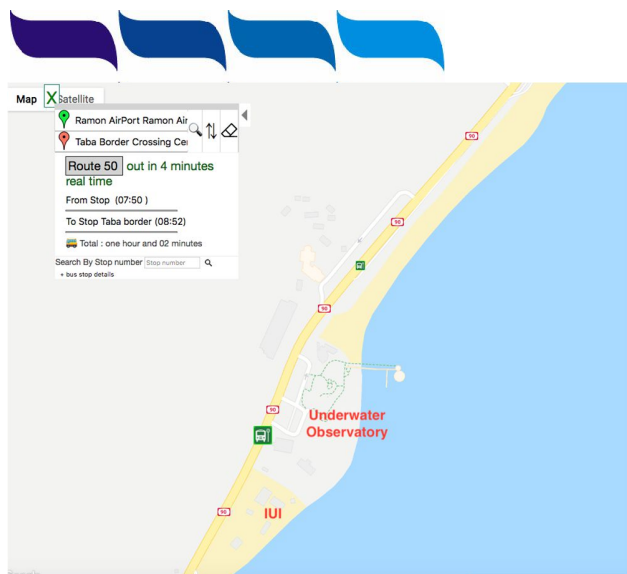 Map
X
Satellite
Ramon AirPort Ramon Air
Taba Border Crossing Ce
Route 50 out in 4 minutes
real time
From Stop (07:50 )
To Stop Taba border (08:52)
Total : one hour and 02 minutes
Search By Stop number Stop number
+ bus stop details
90
90
90
90
Underwater
Observatory
IUI
90